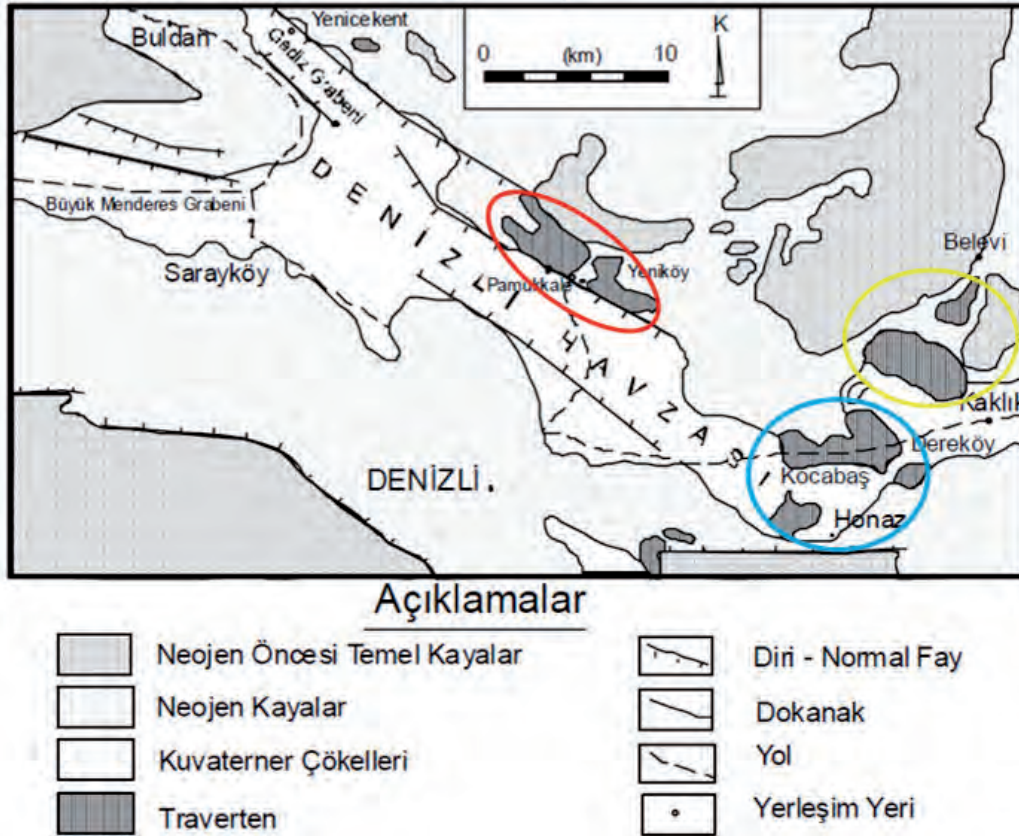 Yenicekent
Buldan
Gediz Grabeni
K
0 (km) 10
DENİZLİ HAVZASI
Büyük Menderes Grabeni
Sarayköy
Pamukkale
Yeniköy
Belevi
Kaklık
Dereköy
Kocabaş
DENİZLİ
Honaz
Açıklamalar
Neojen Öncesi Temel Kayalar
Neojen Kayalar
Kuvaterner Çökelleri
Traverten
Diri - Normal Fay
Dokanak
Yol
Yerleşim Yeri